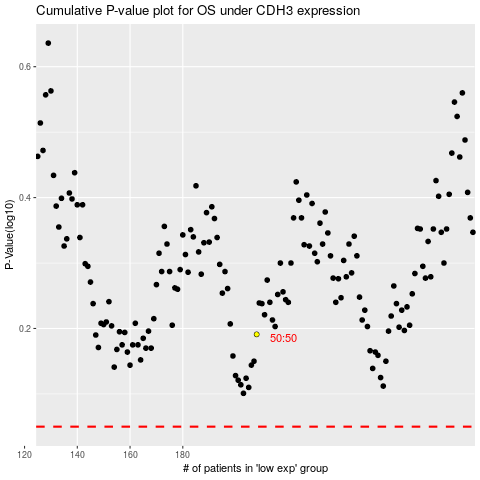 Cumulative P-value plot for OS under CDH3 expression
P-Value(log10)
0.6
0.4
0.2
50:50
120 140 160 180
# of patients in 'low exp' group